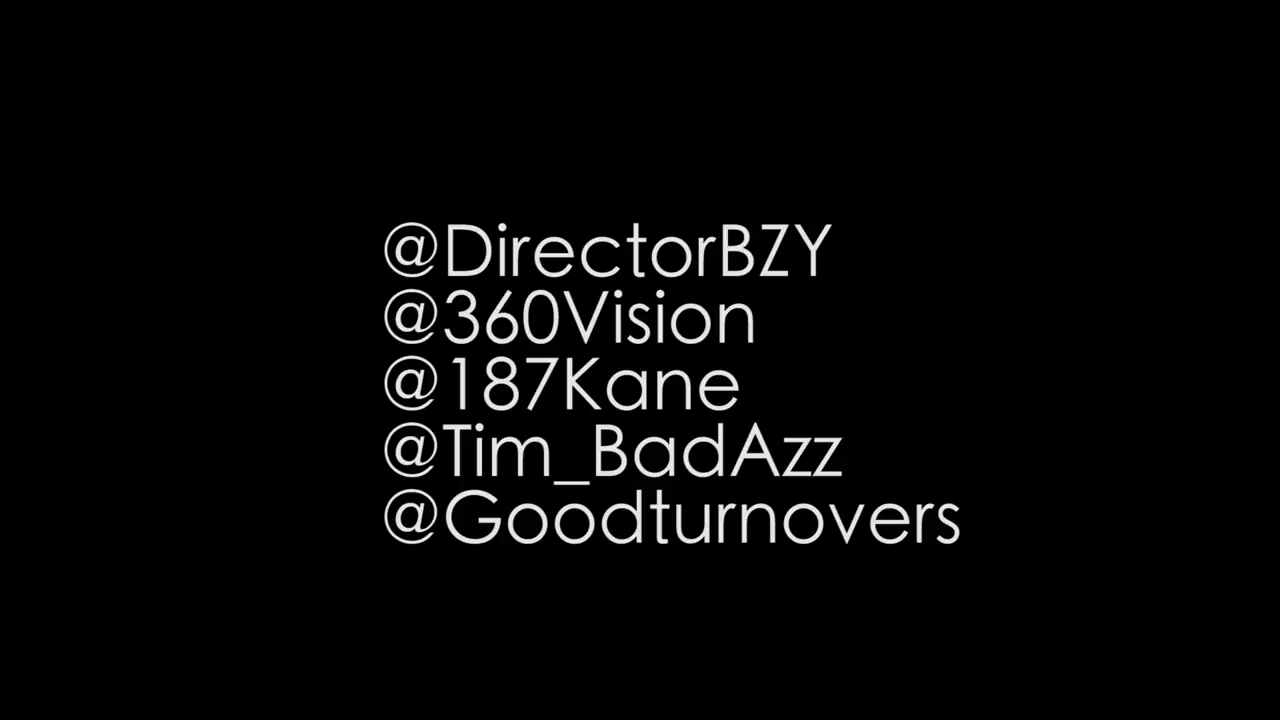 @DirectorBZY
@360Vision
@187Kane
@Tim_BadAzz
@Goodturnovers